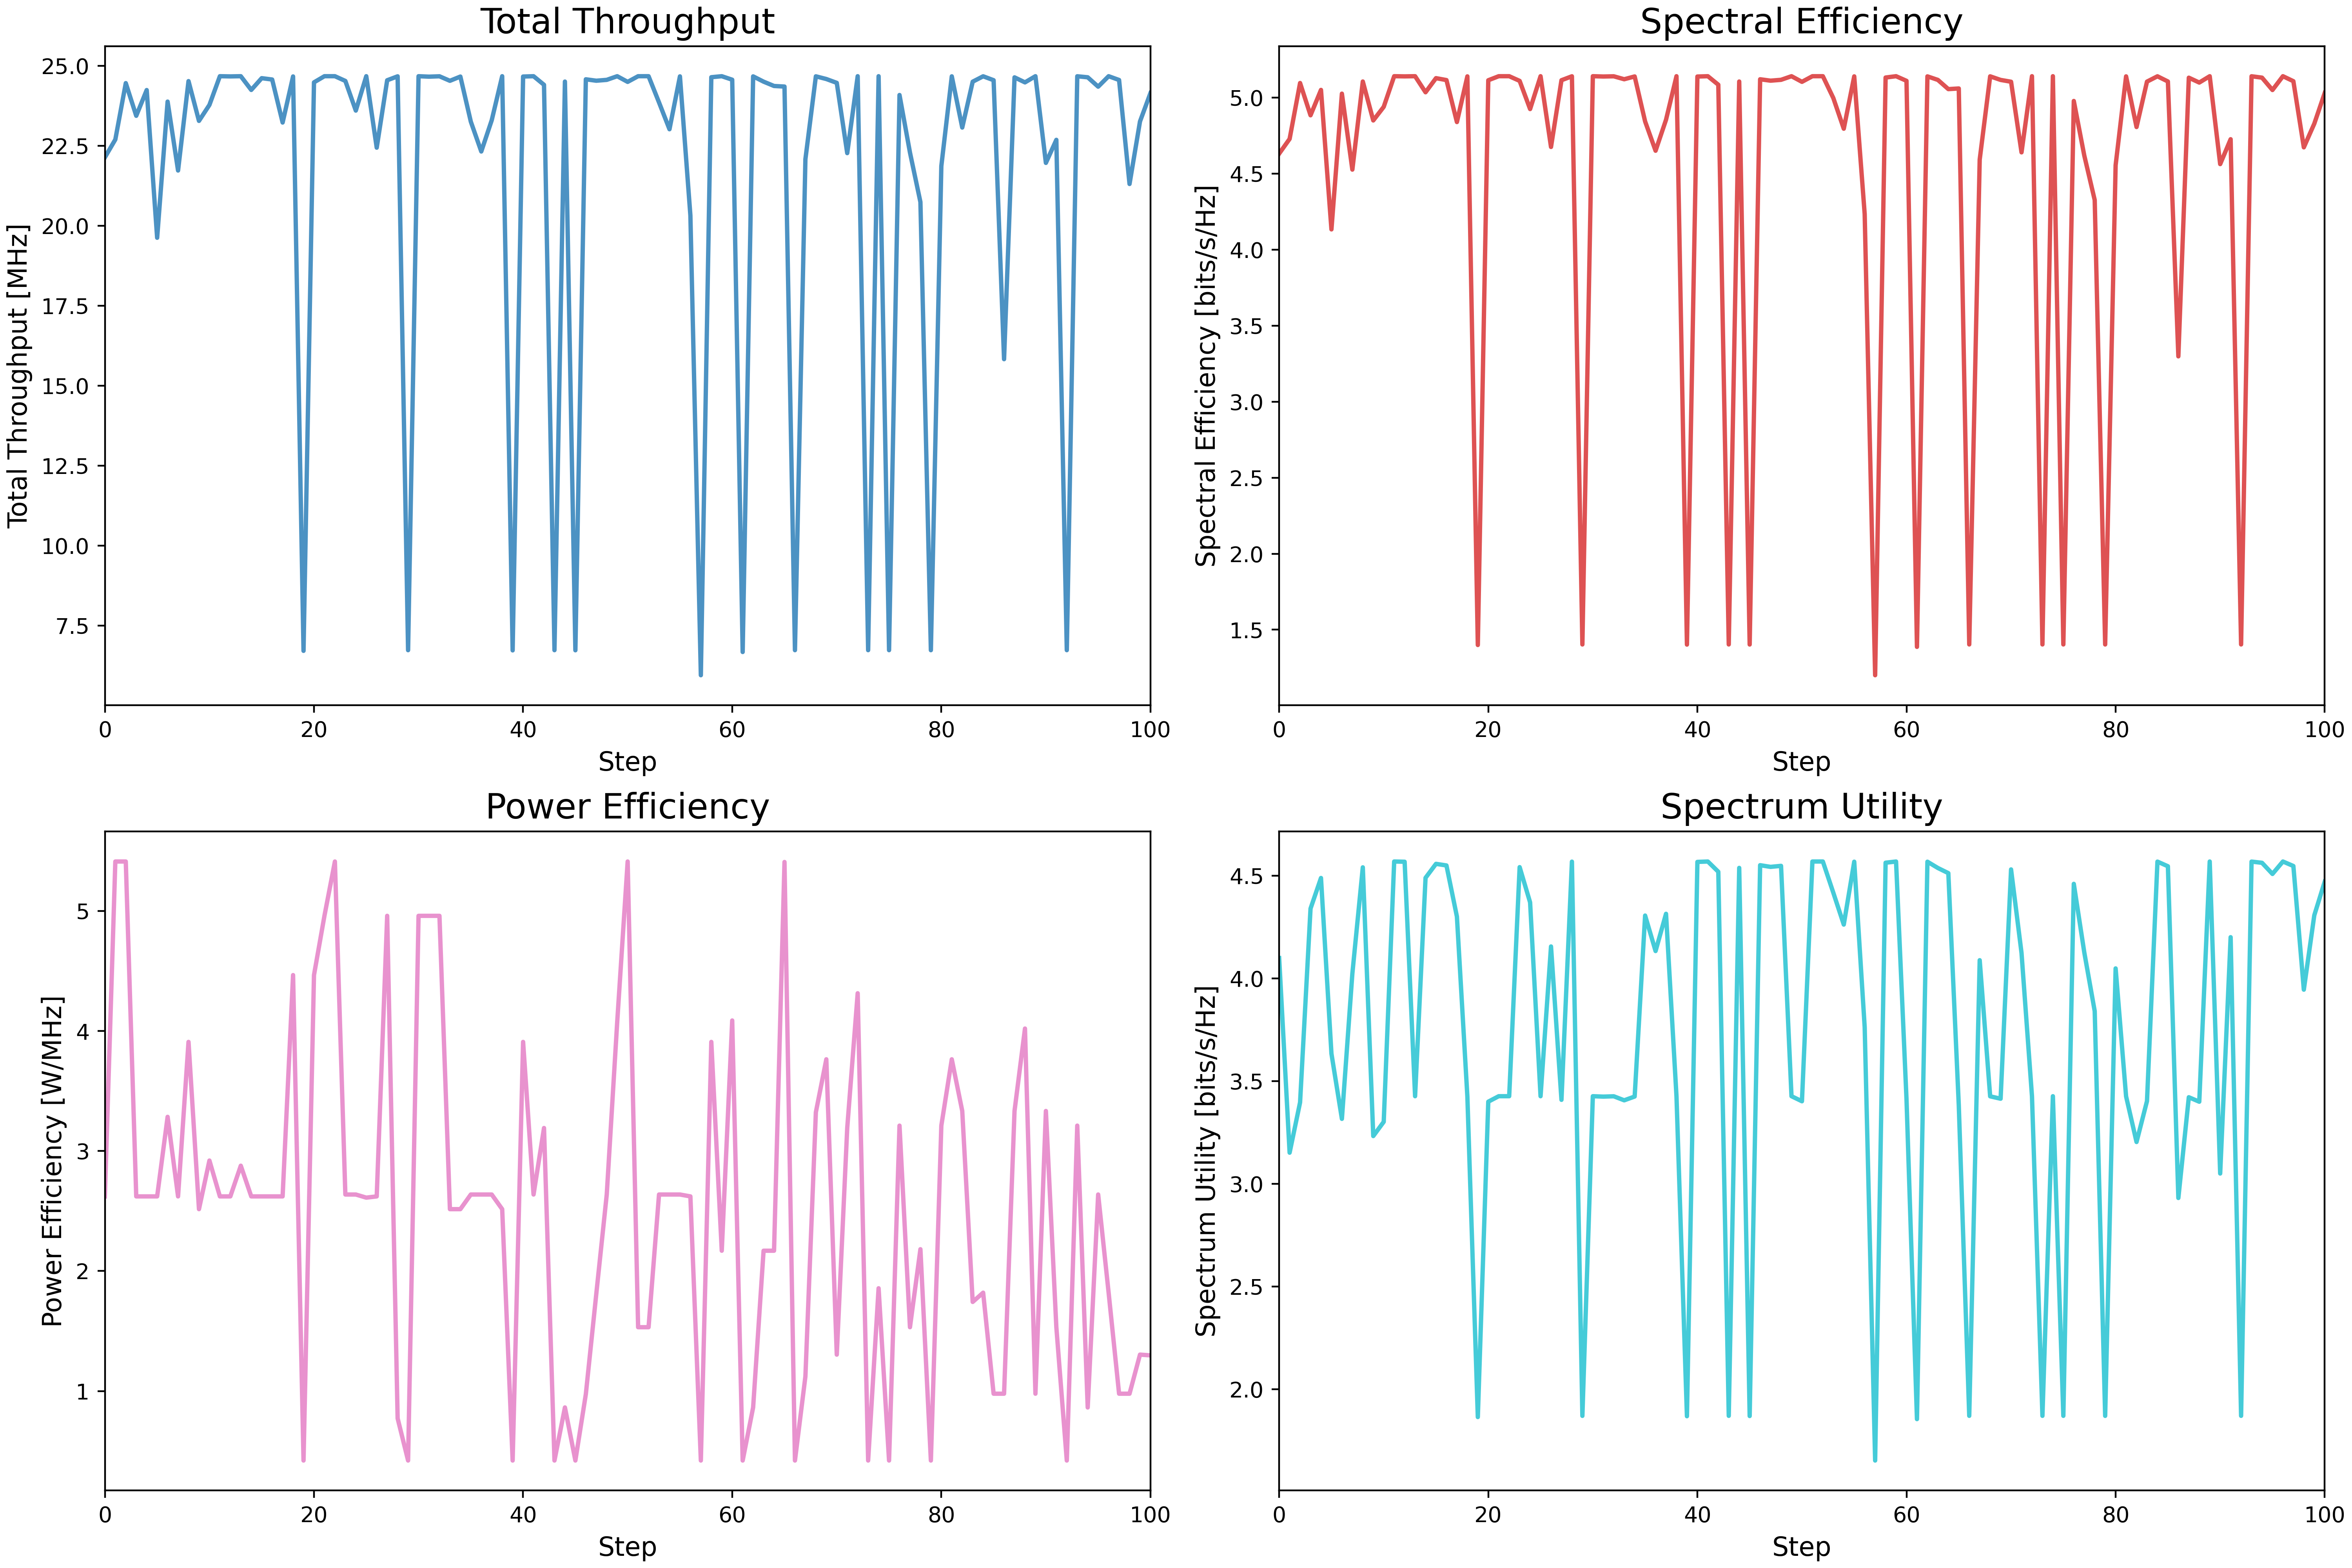 Total Throughput
Total Throughput [MHz]
25.0
22.5
20.0
17.5
15.0
12.5
10.0
7.5
0 20 40 60 80 100
Step
Spectral Efficiency
Spectral Efficiency [bits/s/Hz]
5.0
4.5
4.0
3.5
3.0
2.5
2.0
1.5
0 20 40 60 80 100
Step
Power Efficiency
Power Efficiency [W/MHz]
5
4
3
2
1
0 20 40 60 80 100
Step
Spectrum Utility
Spectrum Utility [bits/s/Hz]
4.5
4.0
3.5
3.0
2.5
2.0
0 20 40 60 80 100
Step